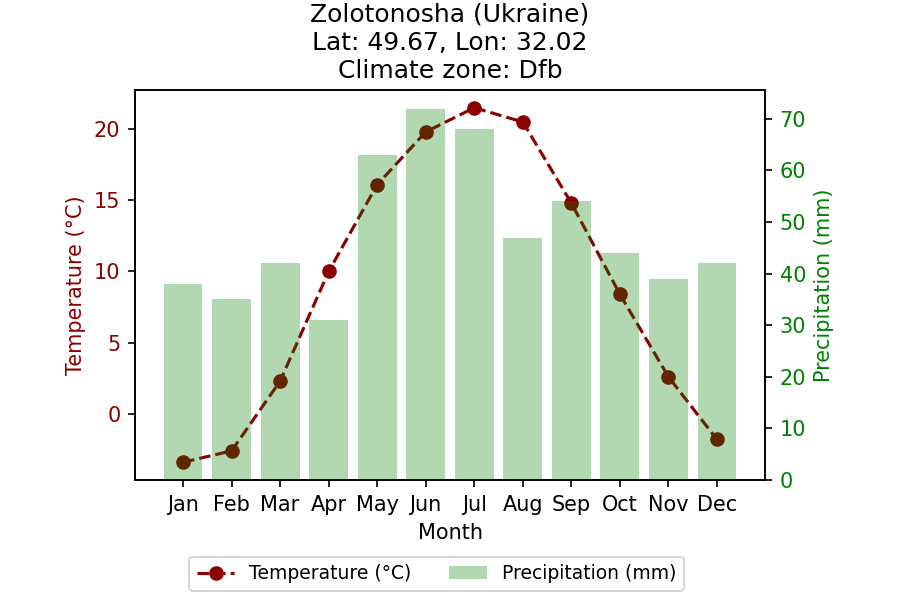 Zolotonosha (Ukraine)
Lat: 49.67, Lon: 32.02
Climate zone: Dfb
Temperature (°C)
20
15
10
5
0
70
60
50
40
30
20
10
0
Precipitation (mm)
Jan Feb Mar Apr May Jun Jul Aug Sep Oct Nov Dec
Month
Temperature (°C) Precipitation (mm)